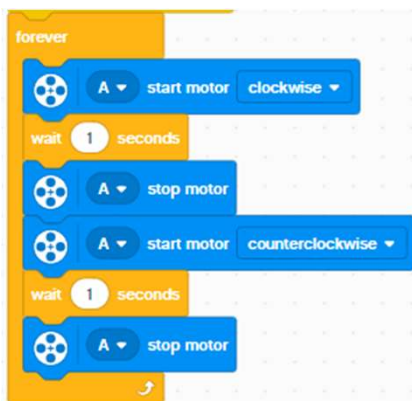 forever
A start motor clockwise
wait 1 seconds
A stop motor
A start motor counterclockwise
wait 1 seconds
A stop motor